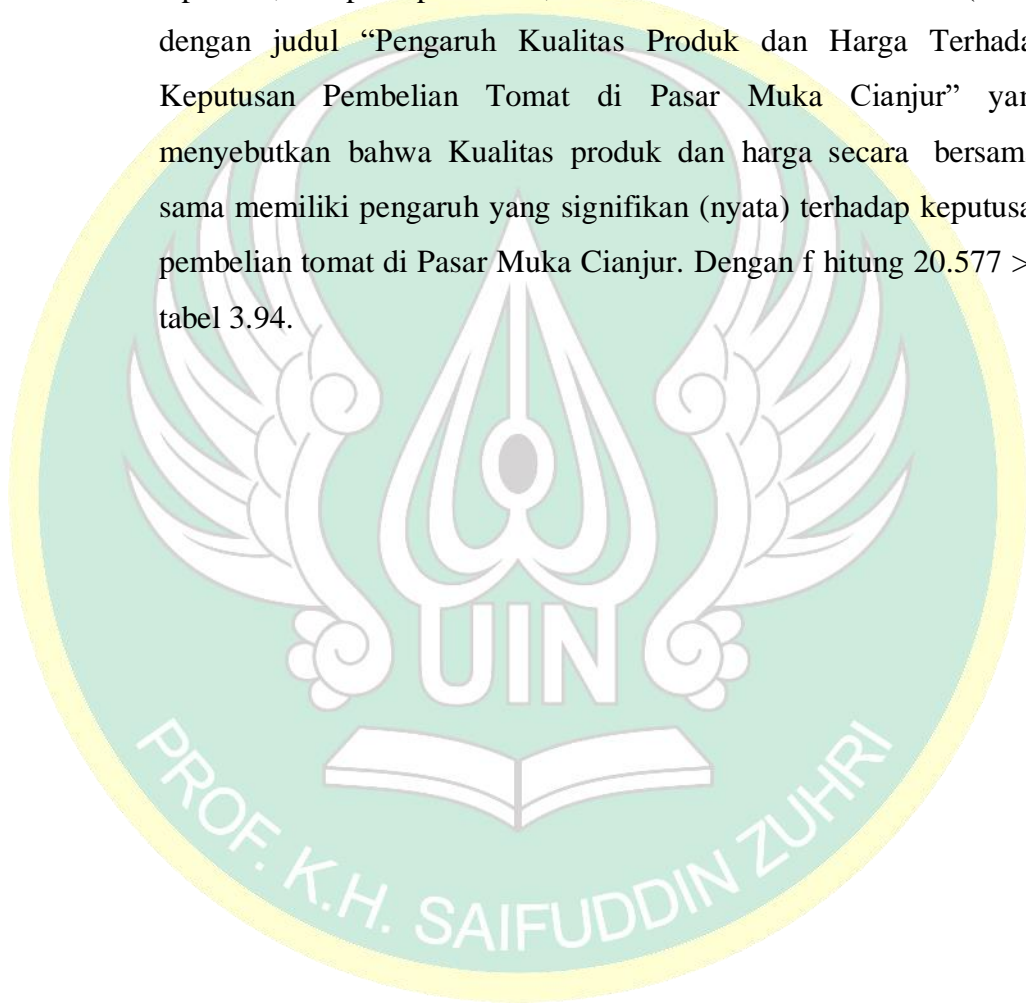 dengan judul “Pengaruh Kualitas Produk dan Harga Terhada
Keputusan Pembelian Tomat di Pasar Muka Cianjur” yan
menyebutkan bahwa Kualitas produk dan harga secara bersam
sama memiliki pengaruh yang signifikan (nyata) terhadap keputusa
pembelian tomat di Pasar Muka Cianjur. Dengan f hitung 20.577 >
tabel 3.94.
UIN
PROF. K.H. SAIFUDDIN ZUHRI